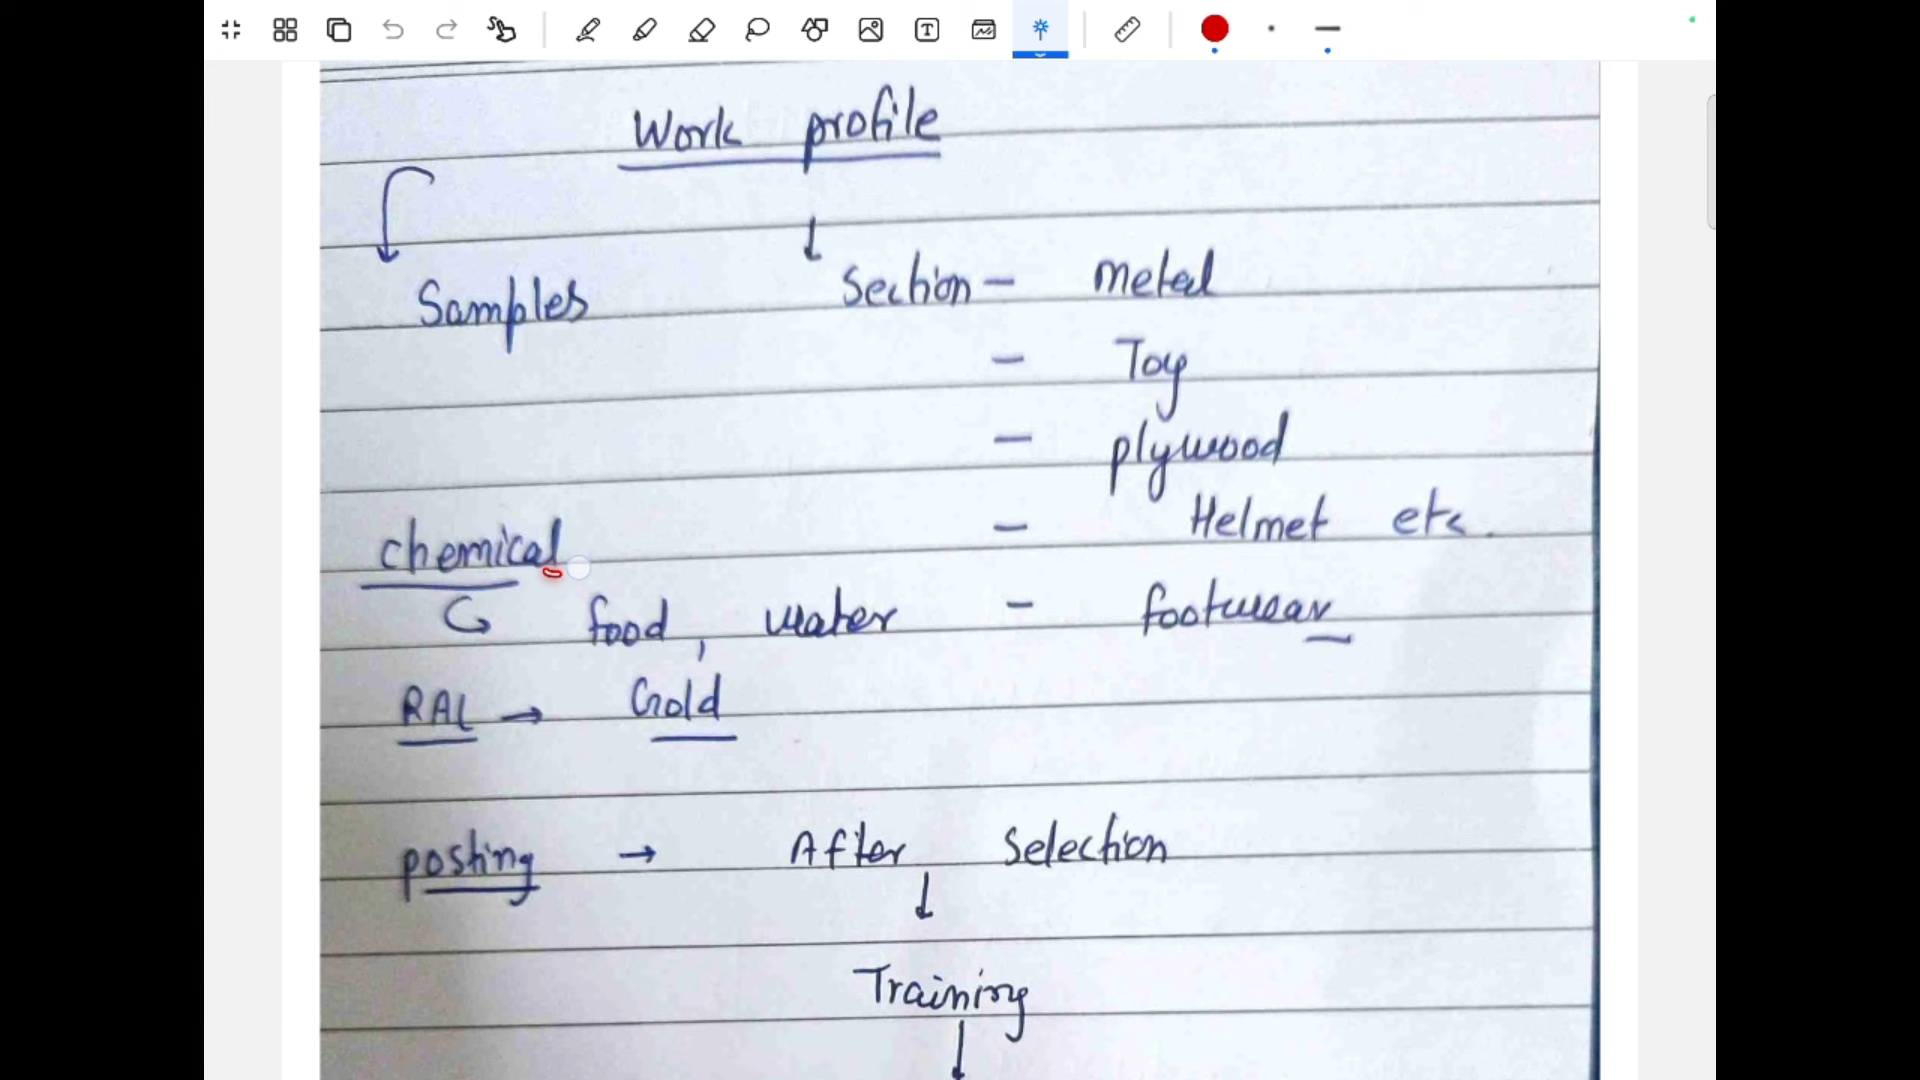 Work profile
Samples
Section - Metal
- Toy
- plywood
- Helmet etc.
chemical
food, water - footwear
RAL → Gold
posting → After Selection
Training